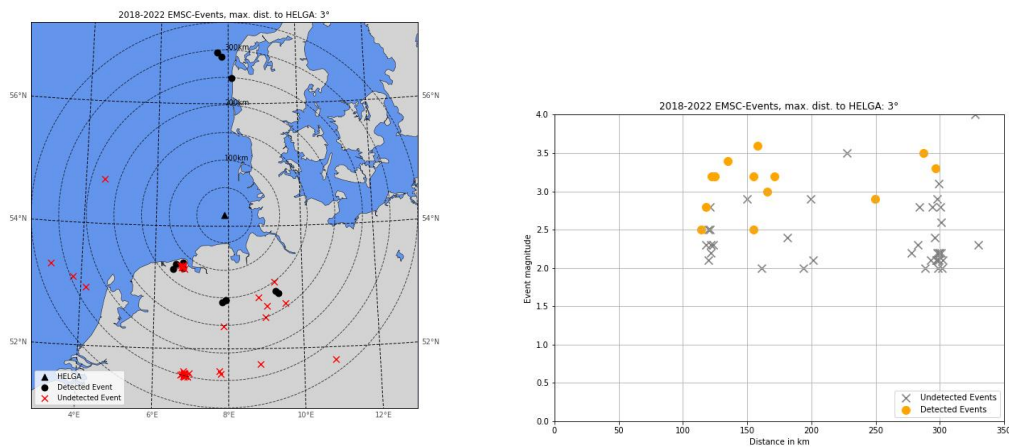 2018-2022 EMSC-Events, max. dist. to HELGA: 3°
300km
56°N
56°N
200km
100km
54°N
54°N
52°N
52°N
HELGA
Detected Event
Undetected Event
4°E
6°E
8°E
10°E
12°E
2018-2022 EMSC-Events, max. dist. to HELGA: 3°
4.0
3.5
3.0
2.5
2.0
1.5
1.0
0.5
0.0
Event magnitude
Undetected Events
Detected Events
0
50
100
150
200
250
300
350
Distance in km